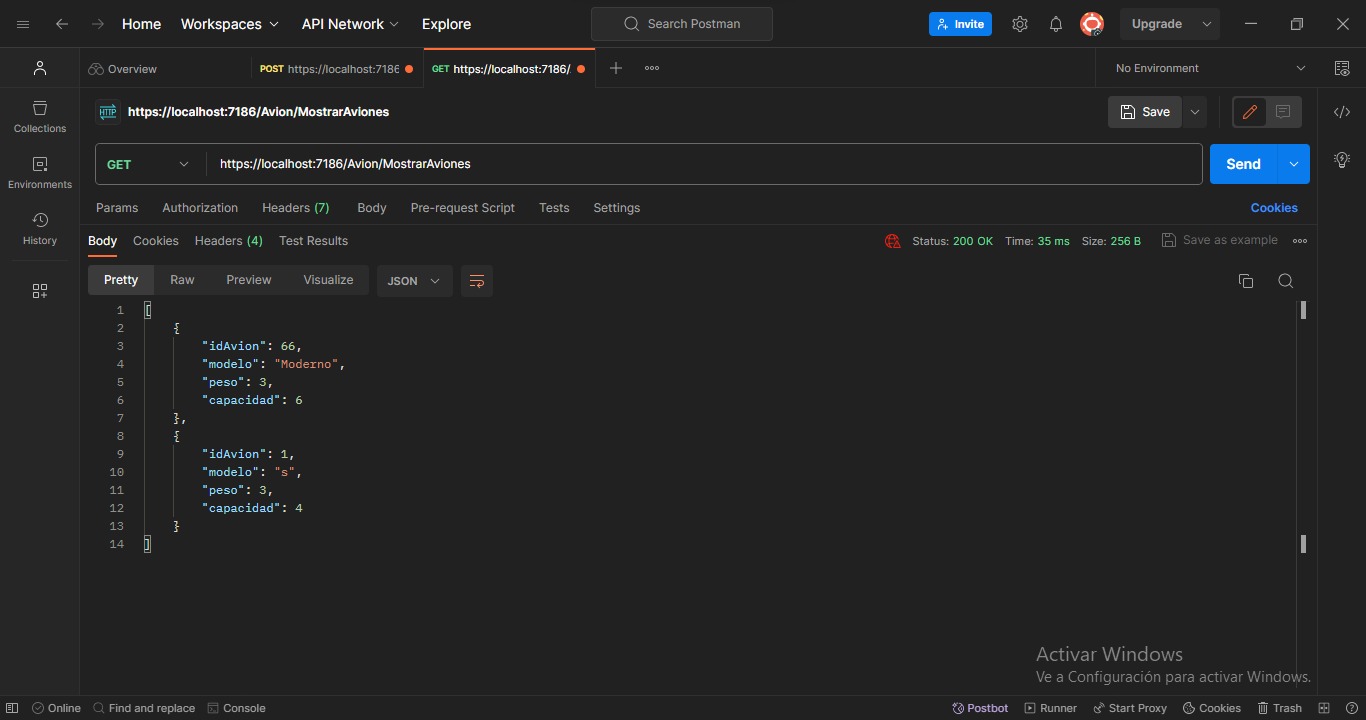 Home Workspaces API Network Explore Search Postman Invite Upgrade
Overview POST https://localhost:7186 GET https://localhost:7186/ No Environment
HTTP https://localhost:7186/Avion/MostrarAviones Save
Collections
GET https://localhost:7186/Avion/MostrarAviones Send
Environments
Params Authorization Headers (7) Body Pre-request Script Tests Settings Cookies
History
Body Cookies Headers (4) Test Results Status: 200 OK Time: 35 ms Size: 256 B Save as example
Pretty Raw Preview Visualize JSON
1 [
2 {
3 "idAvion": 66,
4 "modelo": "Moderno",
5 "peso": 3,
6 "capacidad": 6
7 },
8 {
9 "idAvion": 1,
10 "modelo": "s",
11 "peso": 3,
12 "capacidad": 4
13 }
14 ]
Activar Windows
Ve a Configuración para activar Windows.
Online Find and replace Console Postbot Runner Start Proxy Cookies Trash